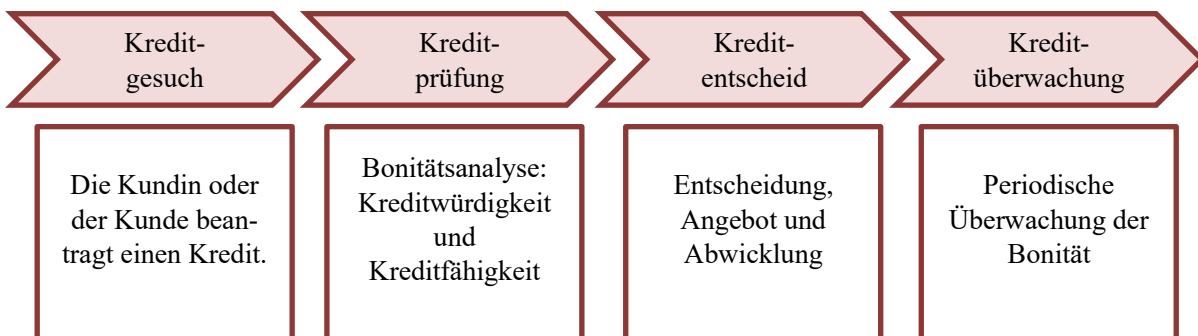 Kredit-
gesuch
Kredit-
prüfung
Kredit-
entscheid
Kredit-
überwachung
Die Kundin oder
der Kunde bean-
tragt einen Kredit.
Bonitätsanalyse:
Kreditwürdigkeit
und
Kreditfähigkeit
Entscheidung,
Angebot und
Abwicklung
Periodische
Überwachung der
Bonität